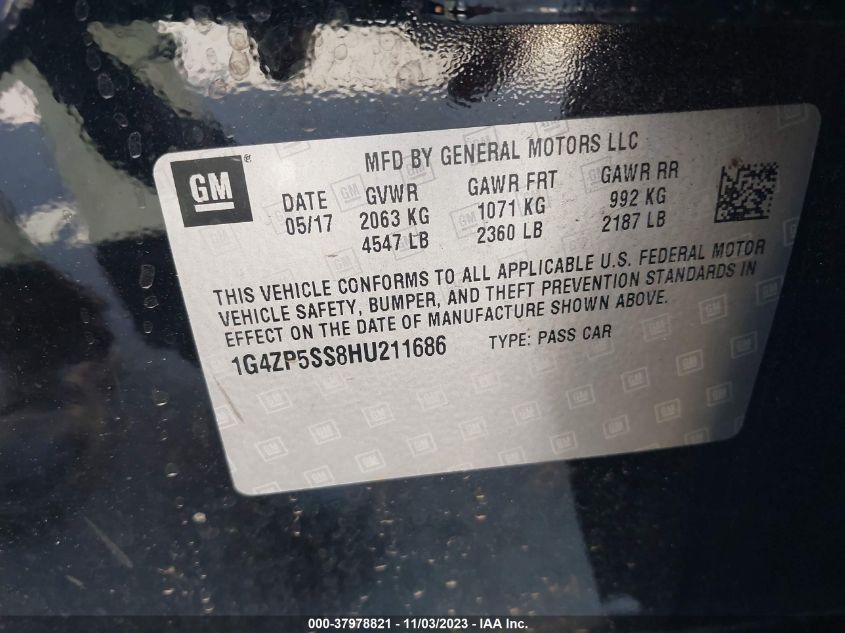 GM ®
MFD BY GENERAL MOTORS LLC
DATE GVWR GAWR FRT GAWR RR
05/17 2063 KG 1071 KG 992 KG
4547 LB 2360 LB 2187 LB
THIS VEHICLE CONFORMS TO ALL APPLICABLE U.S. FEDERAL MOTOR
VEHICLE SAFETY, BUMPER, AND THEFT PREVENTION STANDARDS IN
EFFECT ON THE DATE OF MANUFACTURE SHOWN ABOVE.
1G4ZP5SS8HU211686 TYPE: PASS CAR
000-37978821 - 11/03/2023 - IAA Inc.